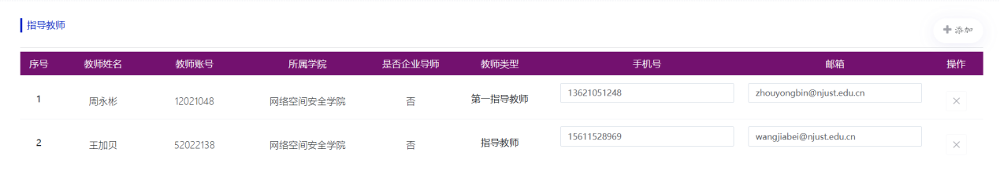 指导教师
添加
序号 教师姓名 教师账号 所属学院 是否企业导师 教师类型 手机号 邮箱 操作
1 周永彬 12021048 网络空间安全学院 否 第一指导教师 13621051248 zhouyongbin@njust.edu.cn
2 王加贝 52022138 网络空间安全学院 否 指导教师 15611528969 wangjiabei@njust.edu.cn